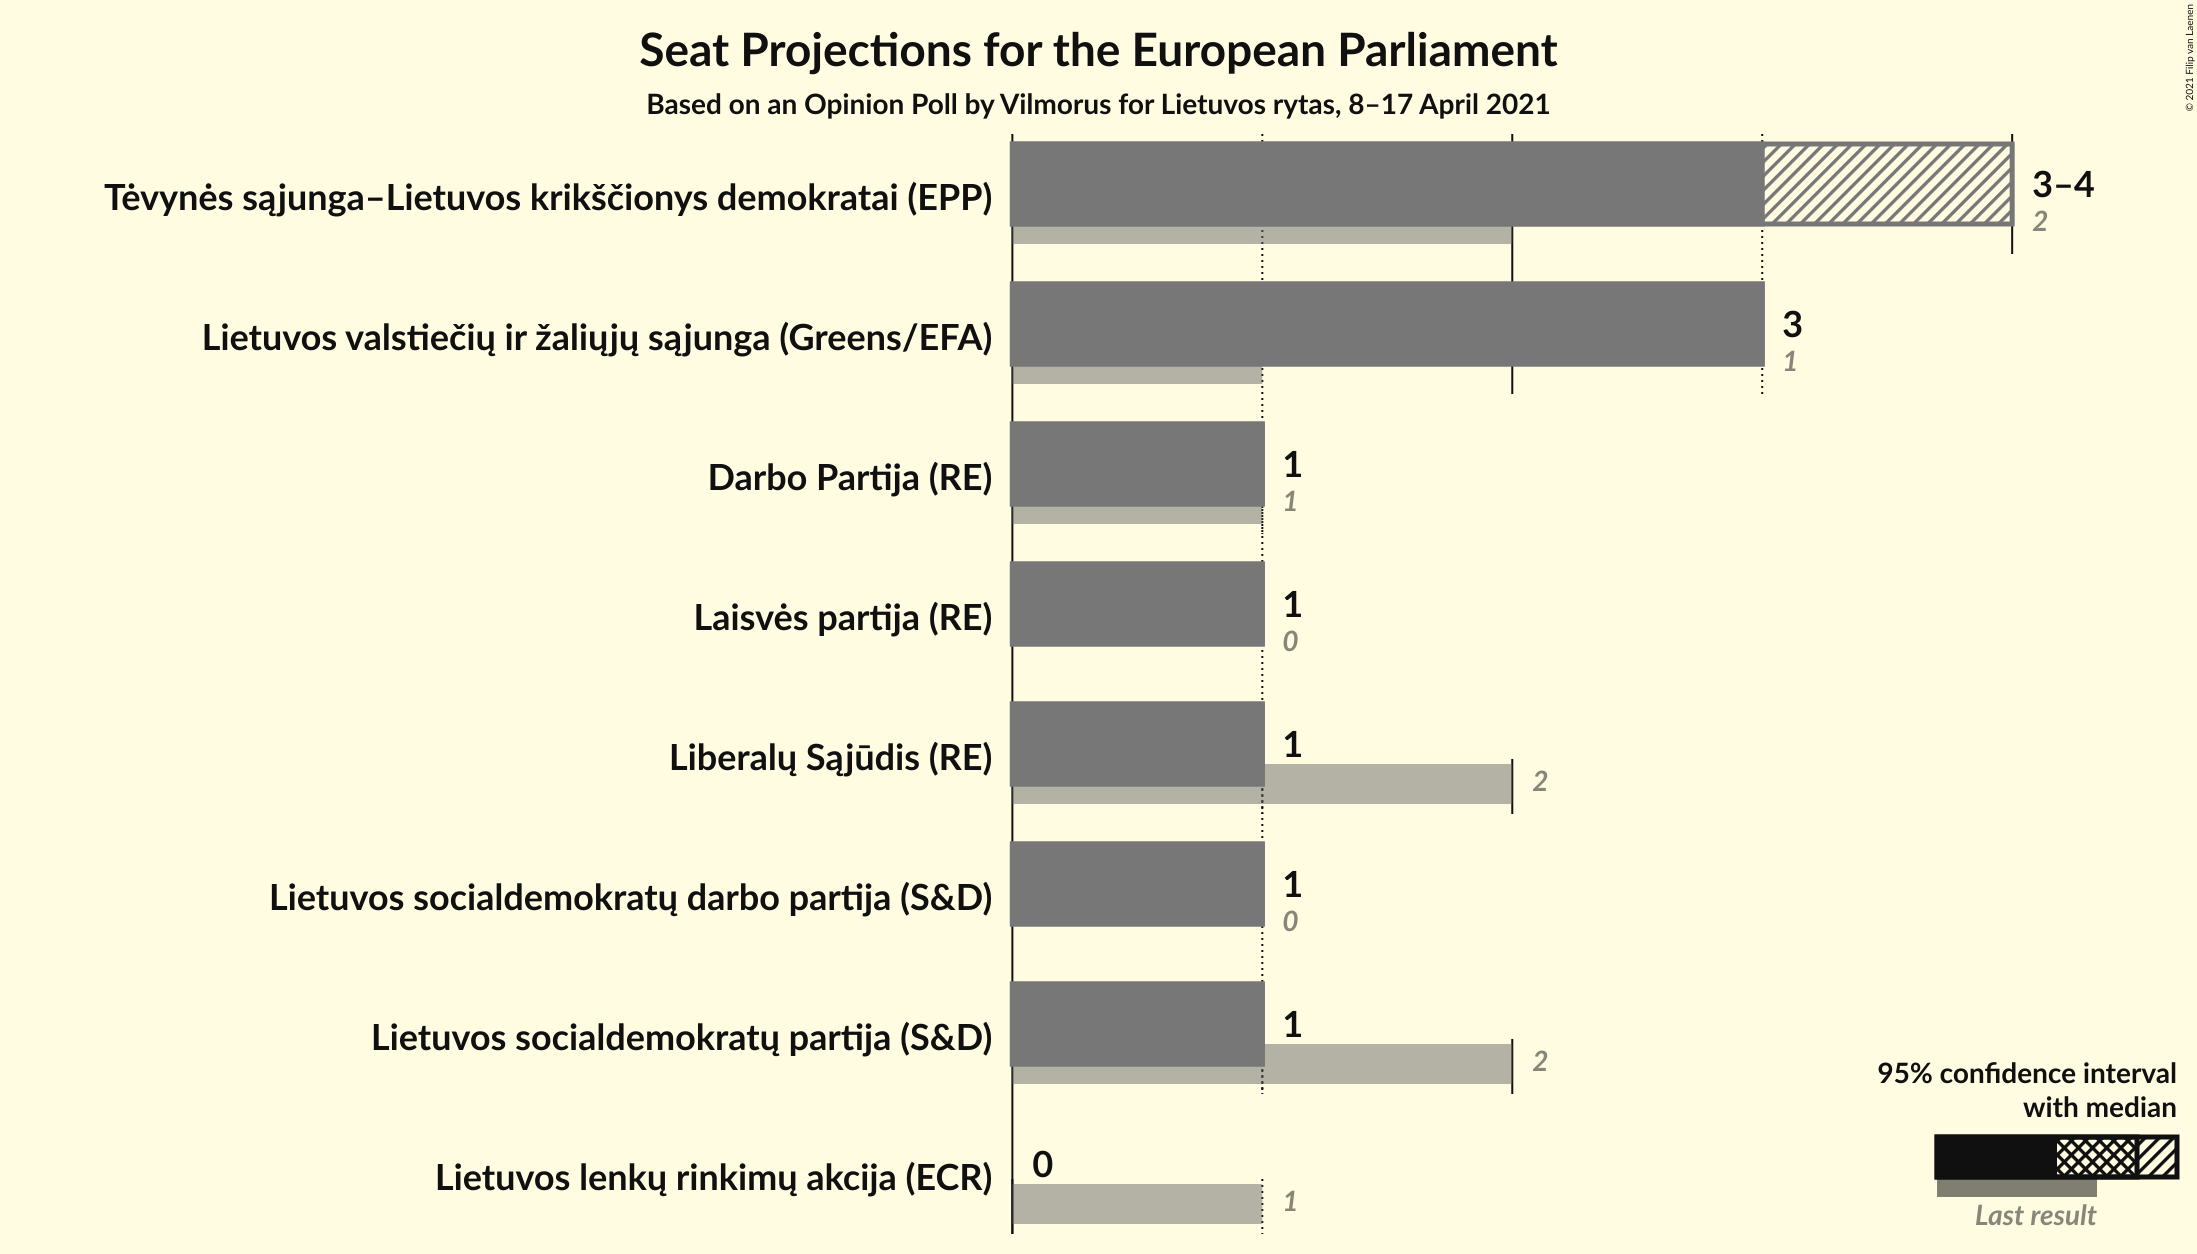 Seat Projections for the European Parliament
Based on an Opinion Poll by Vilmorus for Lietuvos rytas, 8–17 April 2021
© 2021 Filip van Laenen
Tėvynės sąjunga–Lietuvos krikščionys demokratai (EPP)
3–4
2
Lietuvos valstiečių ir žaliųjų sąjunga (Greens/EFA)
3
1
Darbo Partija (RE)
1
1
Laisvės partija (RE)
1
0
Liberalų Sąjūdis (RE)
1
2
Lietuvos socialdemokratų darbo partija (S&D)
1
0
Lietuvos socialdemokratų partija (S&D)
1
2
Lietuvos lenkų rinkimų akcija (ECR)
0
1
95% confidence interval
with median
Last result